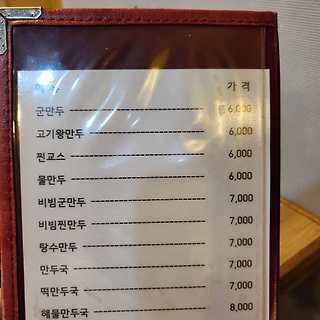 가 격
군만두 6,000
고기왕만두 6,000
찐교스 6,000
물만두 6,000
비빔군만두 7,000
비빔찐만두 7,000
탕수만두 7,000
만두국 7,000
떡만두국 7,000
해물만두국 8,000